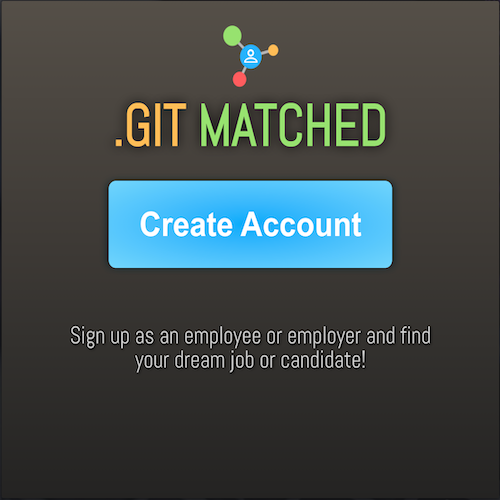 .GIT MATCHED
Create Account
Sign up as an employee or employer and find
your dream job or candidate!